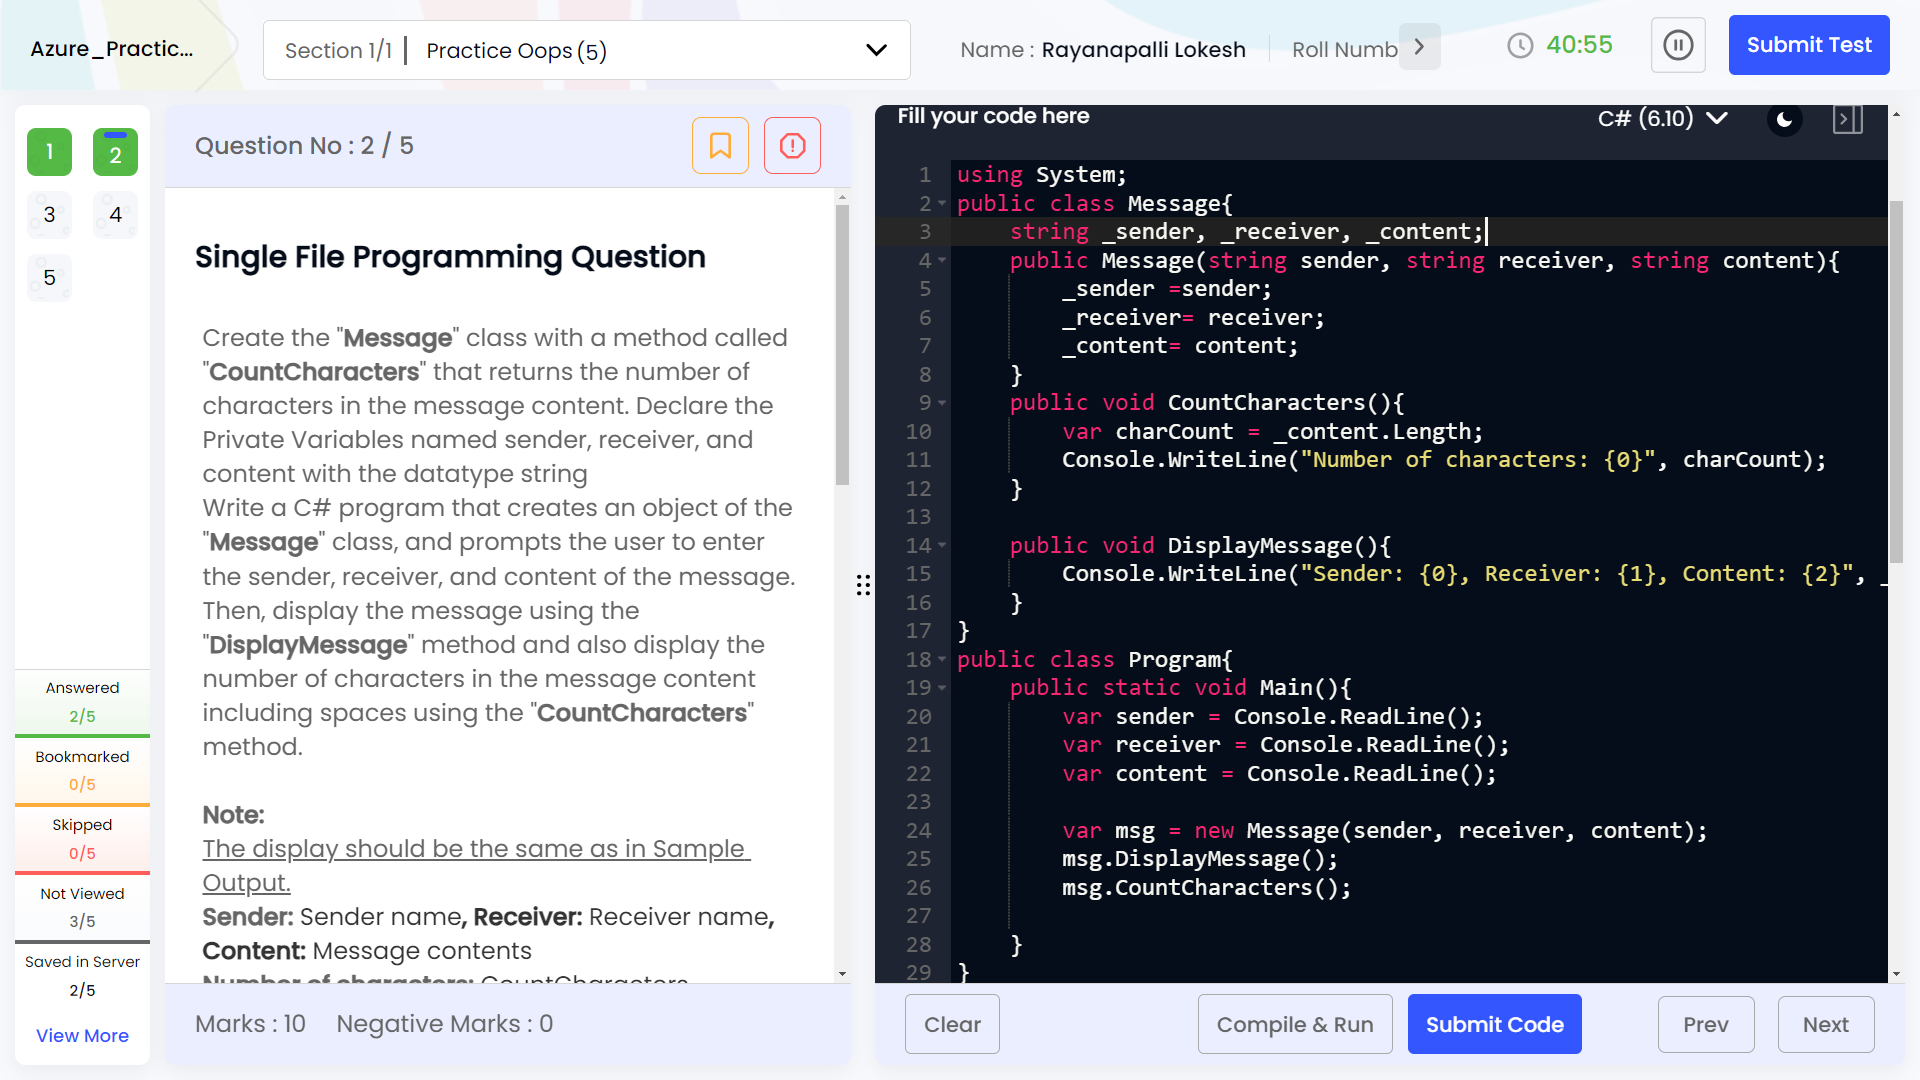 Azure_Practic...
Section 1/1 | Practice Oops (5)
Name : Rayanapalli Lokesh
Roll Numb
40:55
Submit Test
1
2
3
4
5
Answered
2/5
Bookmarked
0/5
Skipped
0/5
Not Viewed
3/5
Saved in Server
2/5
View More
Question No : 2 / 5
Single File Programming Question
Create the "Message" class with a method called
"CountCharacters" that returns the number of
characters in the message content. Declare the
Private Variables named sender, receiver, and
content with the datatype string
Write a C# program that creates an object of the
"Message" class, and prompts the user to enter
the sender, receiver, and content of the message.
Then, display the message using the
"DisplayMessage" method and also display the
number of characters in the message content
including spaces using the "CountCharacters"
method.
Note:
The display should be the same as in Sample
Output.
Sender: Sender name, Receiver: Receiver name,
Content: Message contents
Number of characters: CountCharacters
Marks : 10 Negative Marks : 0
Fill your code here
C# (6.10)
1 using System;
2 public class Message{
3 string _sender, _receiver, _content;
4 public Message(string sender, string receiver, string content){
5 _sender =sender;
6 _receiver= receiver;
7 _content= content;
8 }
9 public void CountCharacters(){
10 var charCount = _content.Length;
11 Console.WriteLine("Number of characters: {0}", charCount);
12 }
13
14 public void DisplayMessage(){
15 Console.WriteLine("Sender: {0}, Receiver: {1}, Content: {2}", _
16 }
17 }
18 public class Program{
19 public static void Main(){
20 var sender = Console.ReadLine();
21 var receiver = Console.ReadLine();
22 var content = Console.ReadLine();
23
24 var msg = new Message(sender, receiver, content);
25 msg.DisplayMessage();
26 msg.CountCharacters();
27
28 }
29 }
Clear
Compile & Run
Submit Code
Prev
Next